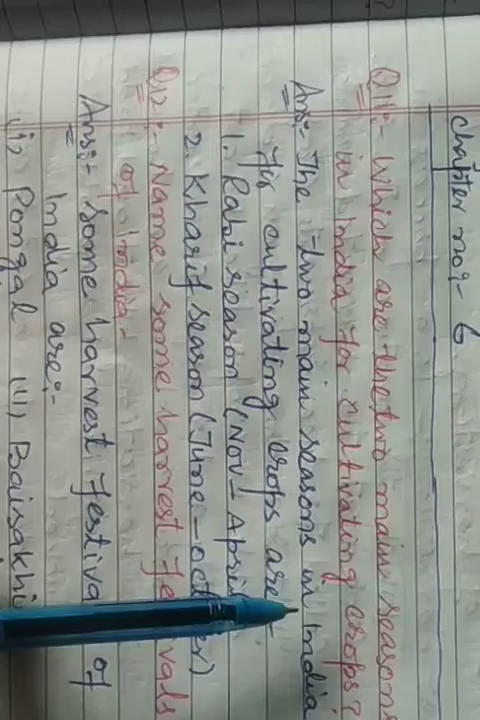 Chapter no:- 6
Q11:- Which are the two main seasons
in India for cultivating crops?
Ans:- The two main seasons in India
for cultivating crops are
1. Rabi season (Nov - April
2. Kharif season (June - October)
Q12:- Name some harvest festivals
of India -
Ans:- Some harvest festiva of
India are:-
(i) Pongal (ii) Baisakhi